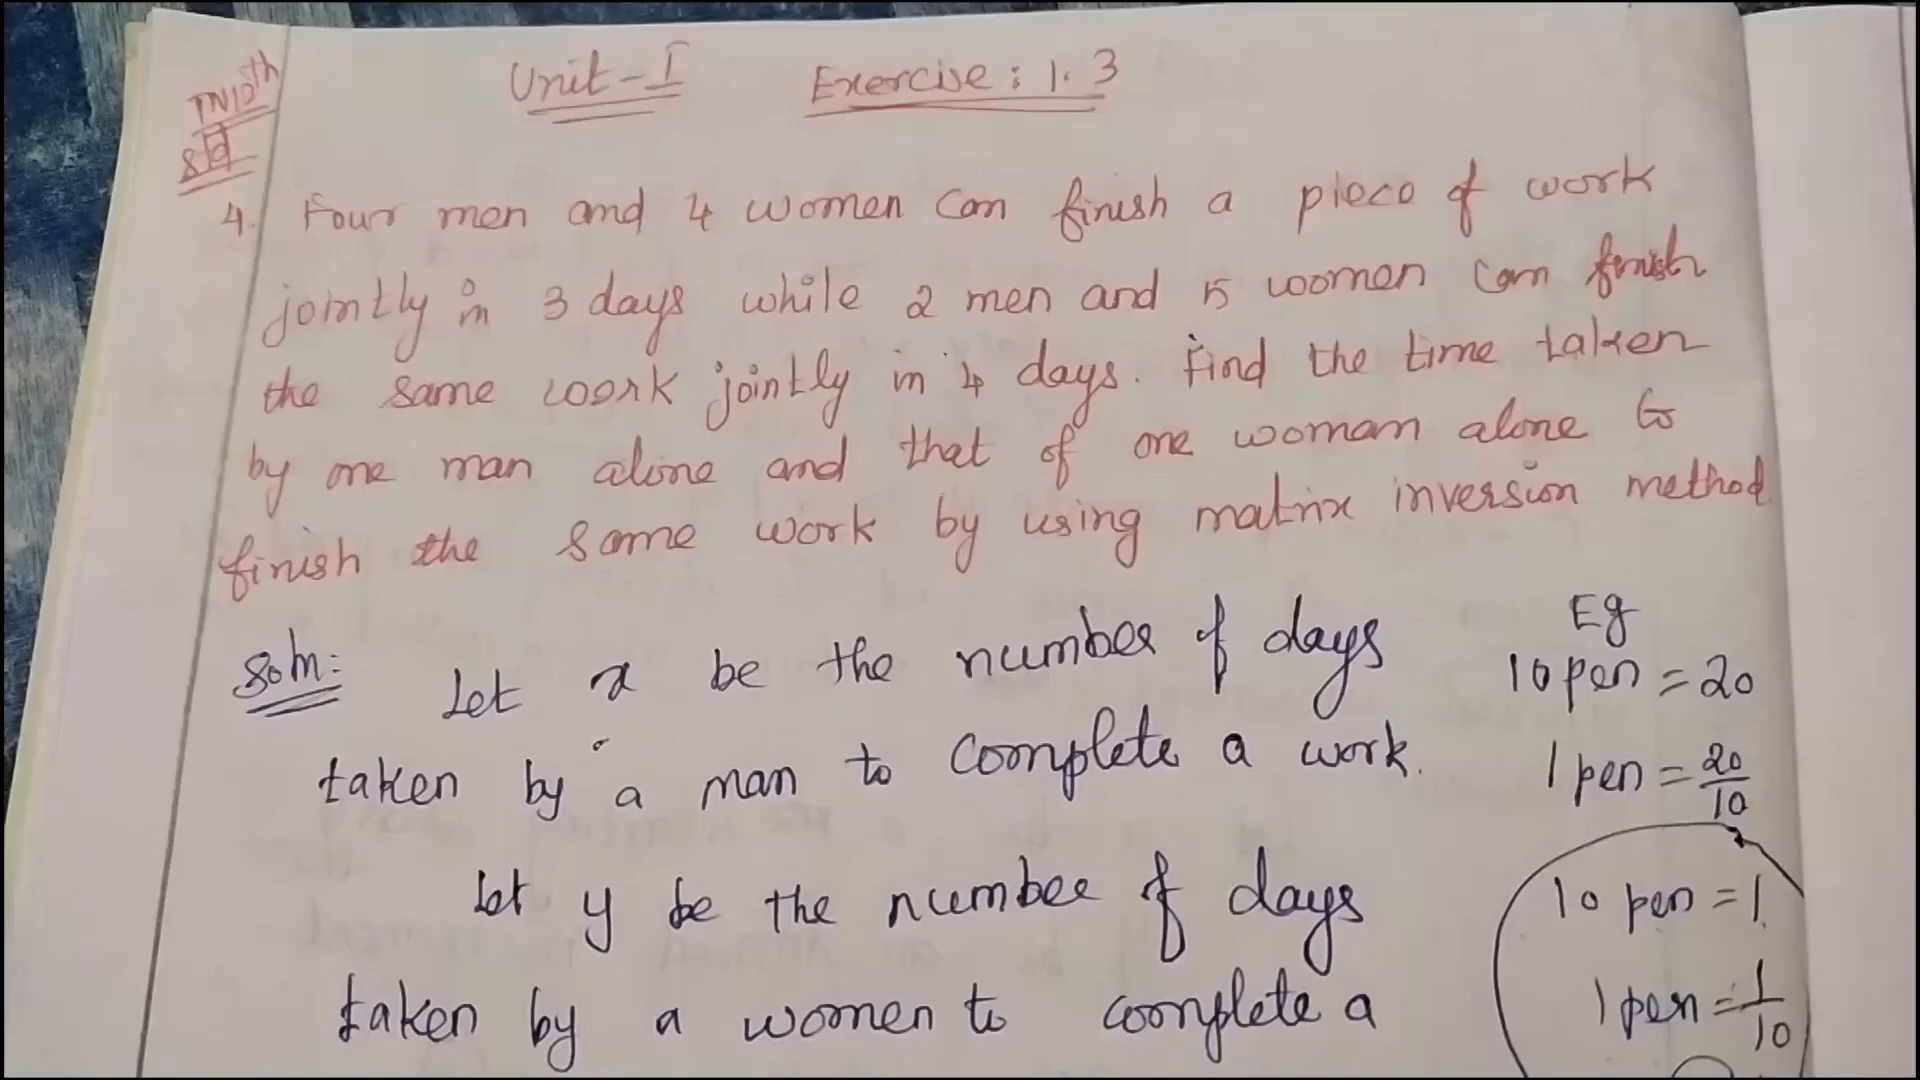 Unit-I Exercise: 1.3
TN12th
std
4. Four men and 4 women can finish a piece of work
jointly in 3 days while 2 men and 5 women can finish
the same work jointly in 4 days. Find the time taken
by one man alone and that of one woman alone to
finish the same work by using matrix inversion method.
Soln:
Let x be the number of days
taken by a man to complete a work.
Let y be the number of days
taken by a women to complete a
Eg
10 pen = 20
1 pen = 20/10
10 pen = 1
1 pen = 1/10